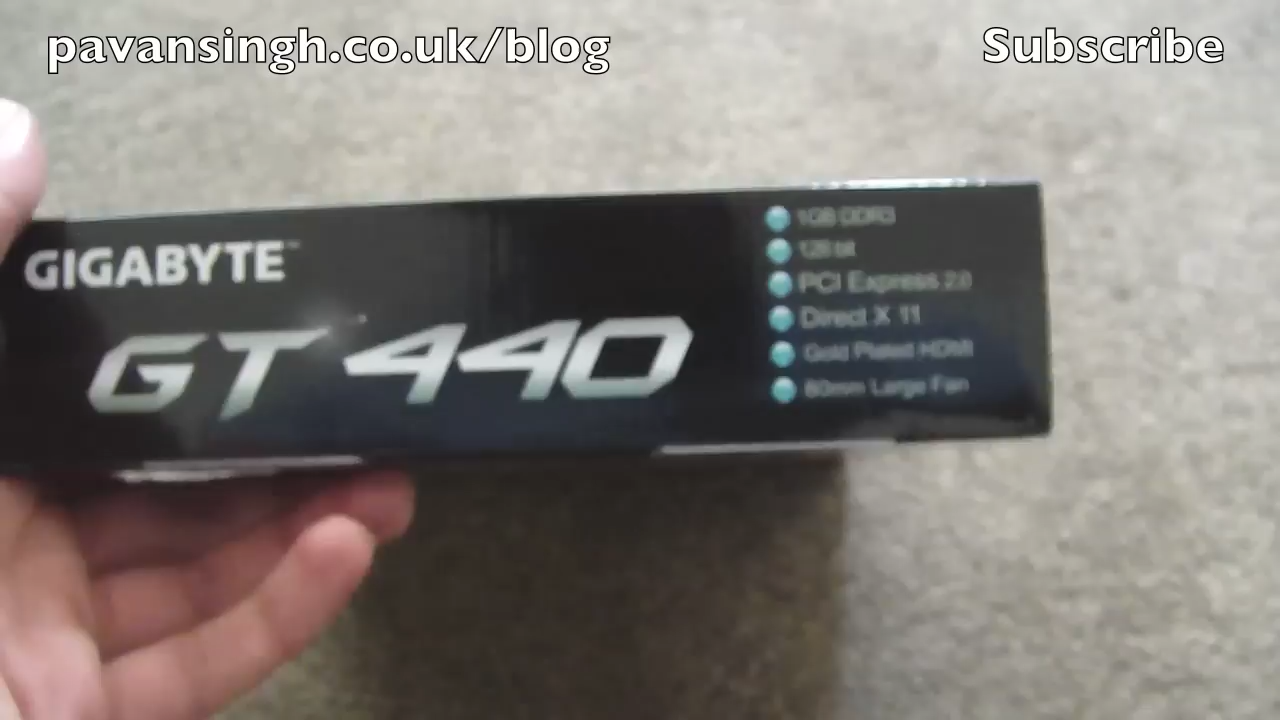 pavansingh.co.uk/blog
Subscribe
GIGABYTE™
GT 440
1GB DDR3
128 bit
PCI Express 2.0
Direct X 11
Gold Plated HDMI
80mm Large Fan